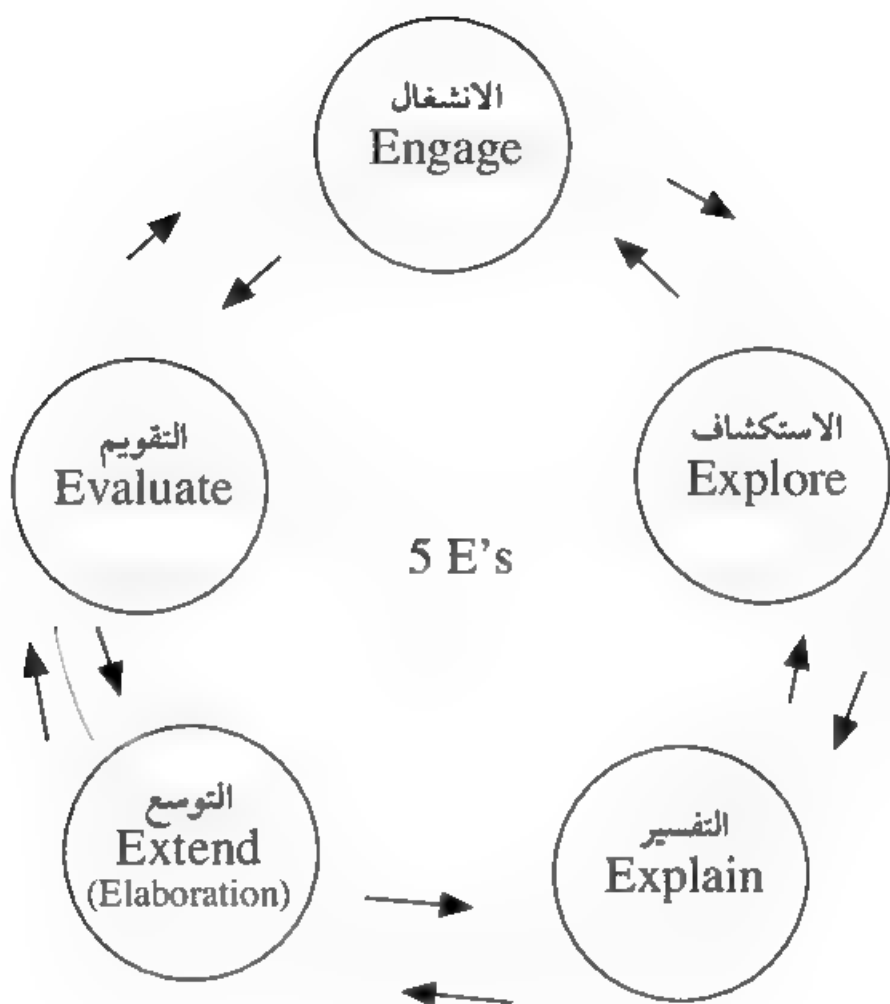 الانشغال
Engage
الاستكشاف
Explore
التفسير
Explain
التوسع
Extend
(Elaboration)
التقويم
Evaluate
5 E's